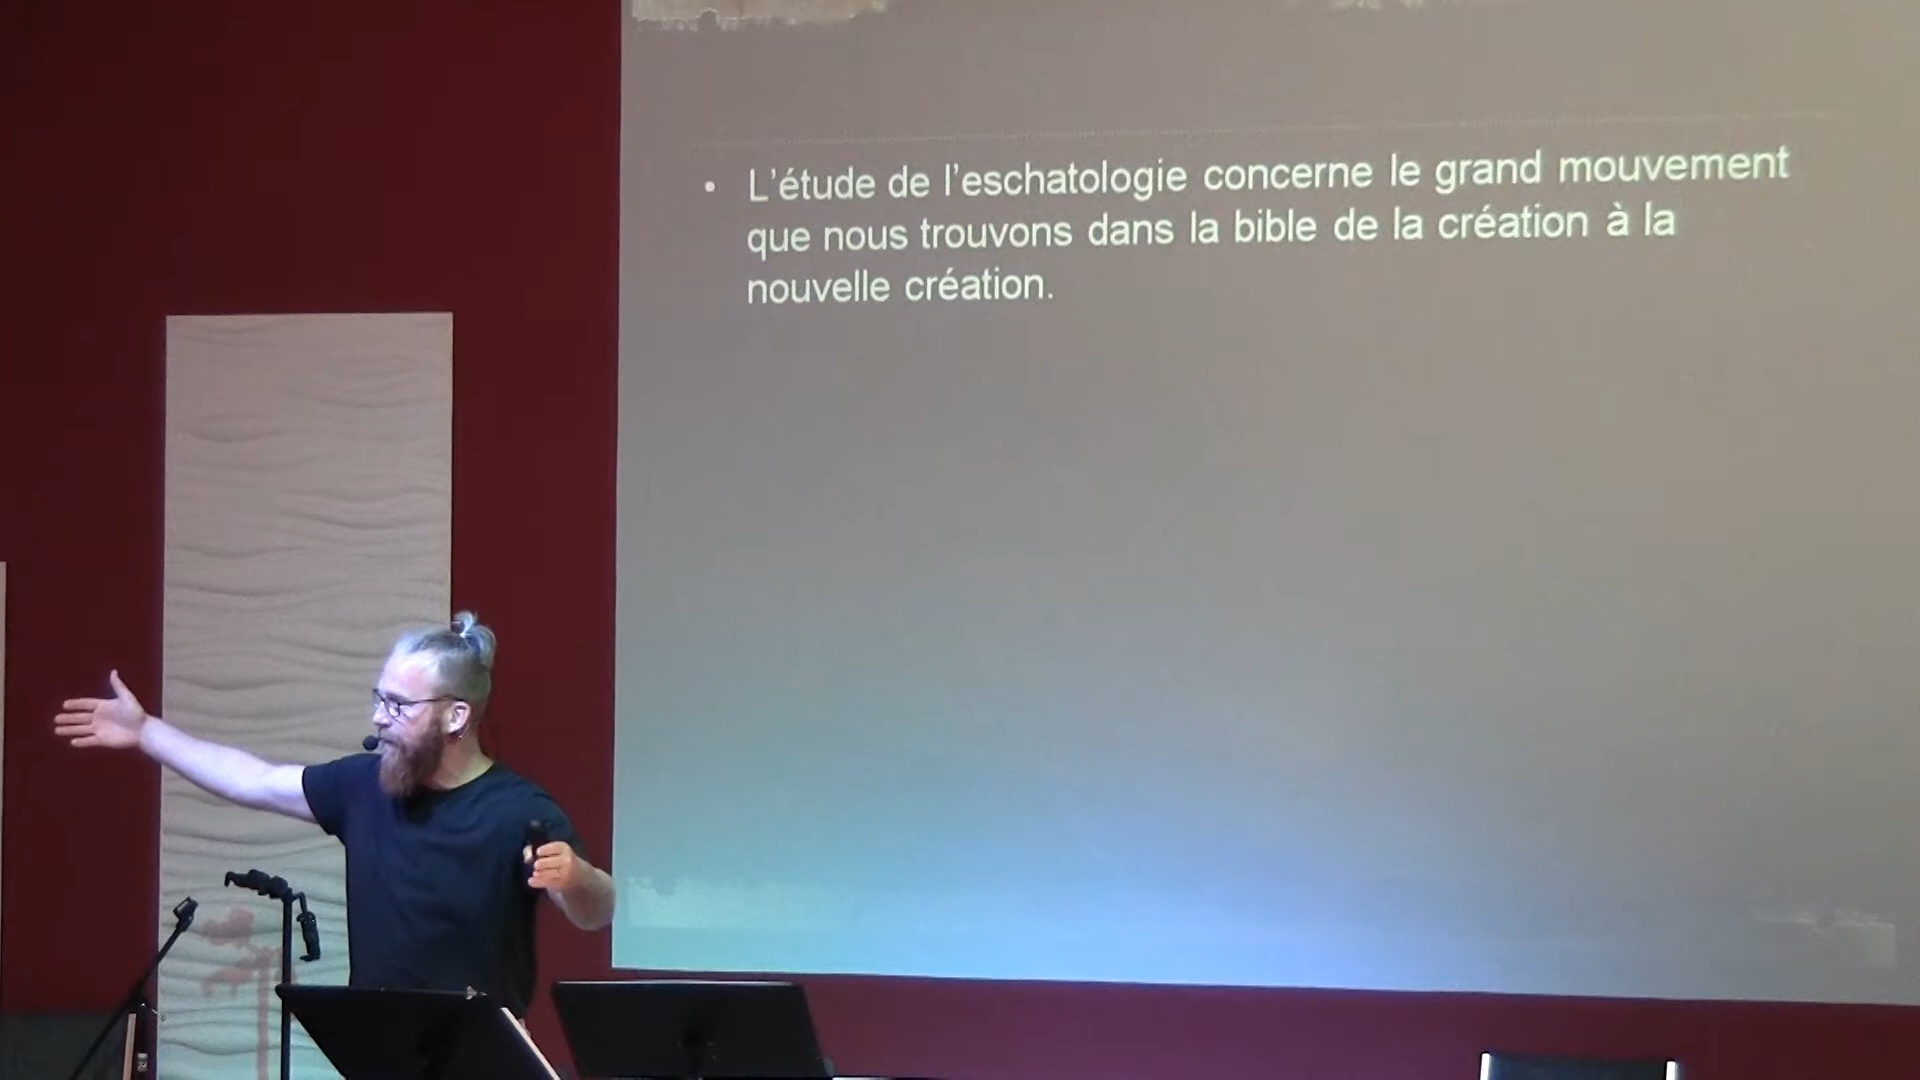 • L'étude de l'eschatologie concerne le grand mouvement
que nous trouvons dans la bible de la création à la
nouvelle création.